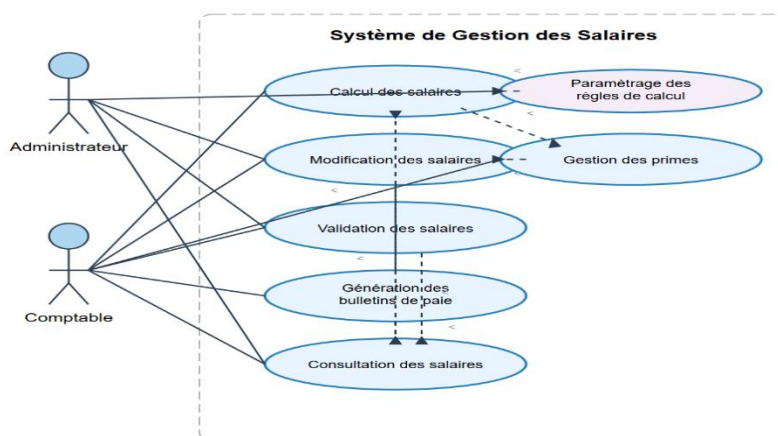 Système de Gestion des Salaires
<
Calcul des salaires
Paramétrage des
règles de calcul
<
Administrateur
Modification des salaires
Gestion des primes
<
<
Validation des salaires
<
Génération des
bulletins de paie
Comptable
<
Consultation des salaires